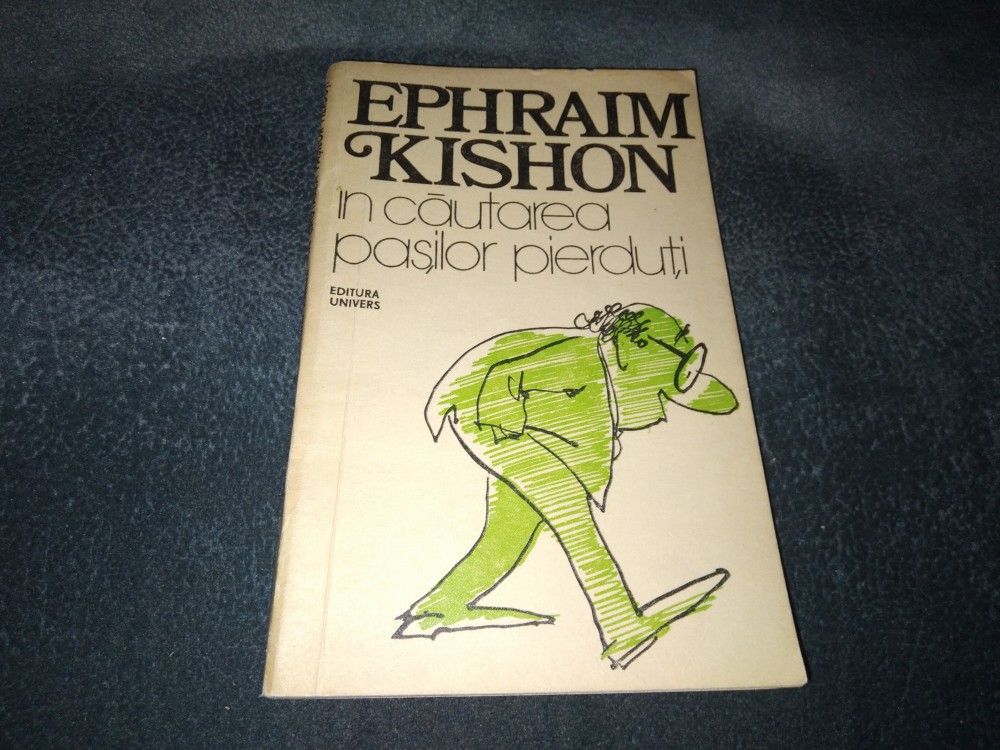 EPHRAIM
KISHON
în căutarea
pașilor pierduți
EDITURA
UNIVERS